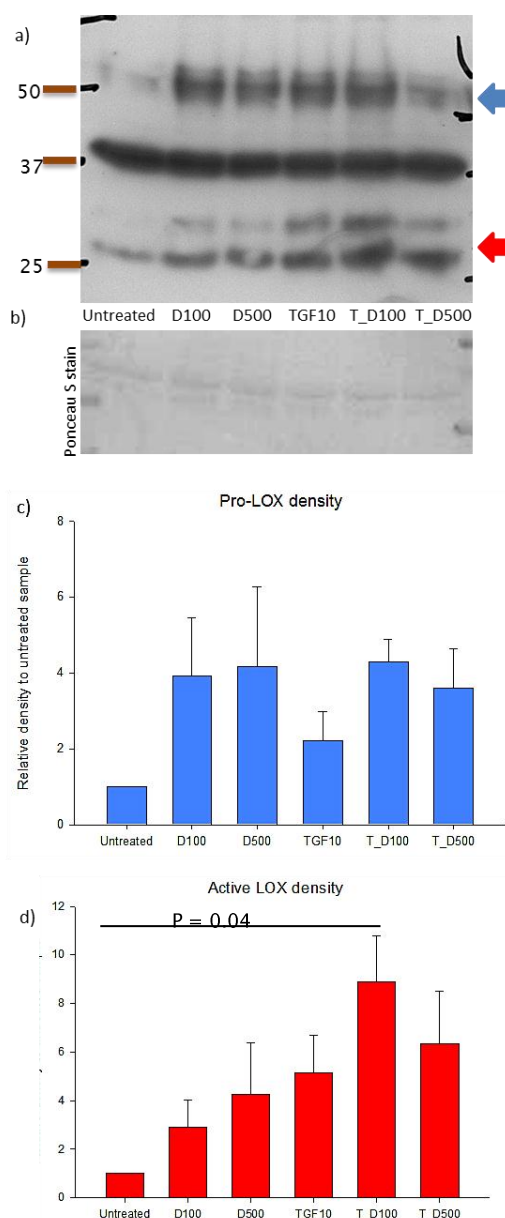 a)
50
37
25
Untreated D100 D500 TGF10 T_D100 T_D500
b)
Ponceau S stain
c)
Pro-LOX density
Relative density to untreated sample
8
6
4
2
0
Untreated D100 D500 TGF10 T_D100 T_D500
Active LOX density
d)
P = 0.04
12
10
8
6
4
2
0
Untreated D100 D500 TGF10 T_D100 T_D500